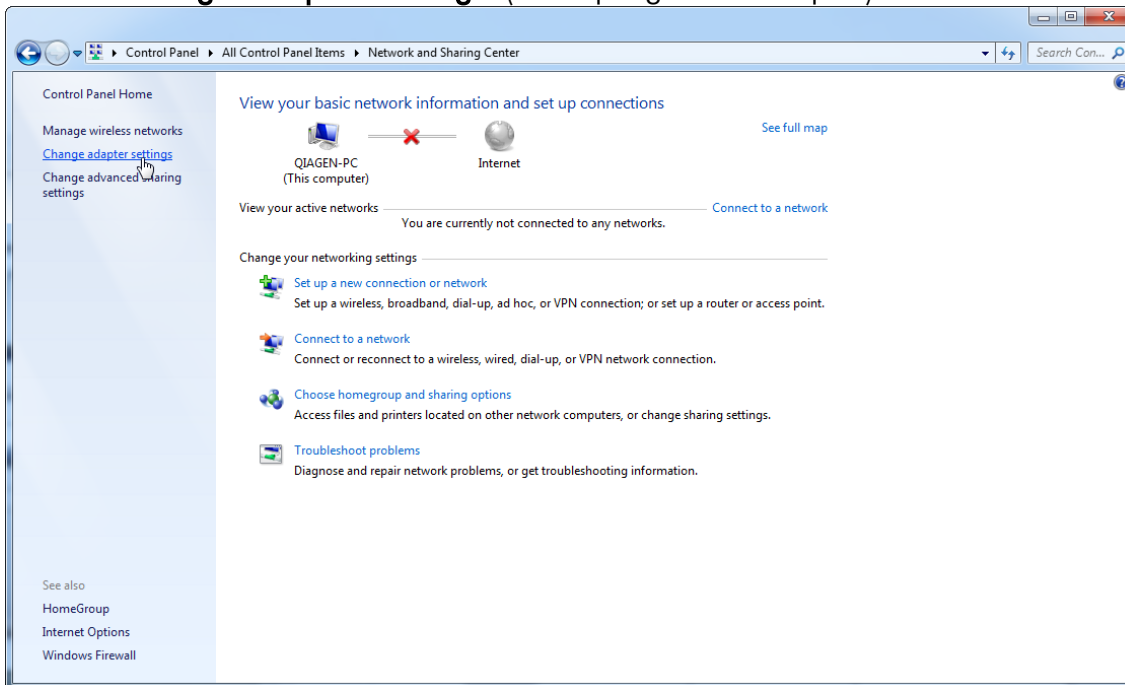 Control Panel ▸ All Control Panel Items ▸ Network and Sharing Center
Search Con...
Control Panel Home
Manage wireless networks
Change adapter settings
Change advanced sharing
settings
View your basic network information and set up connections
See full map
QIAGEN-PC
(This computer)
Internet
View your active networks
Connect to a network
You are currently not connected to any networks.
Change your networking settings
Set up a new connection or network
Set up a wireless, broadband, dial-up, ad hoc, or VPN connection; or set up a router or access point.
Connect to a network
Connect or reconnect to a wireless, wired, dial-up, or VPN network connection.
Choose homegroup and sharing options
Access files and printers located on other network computers, or change sharing settings.
Troubleshoot problems
Diagnose and repair network problems, or get troubleshooting information.
See also
HomeGroup
Internet Options
Windows Firewall